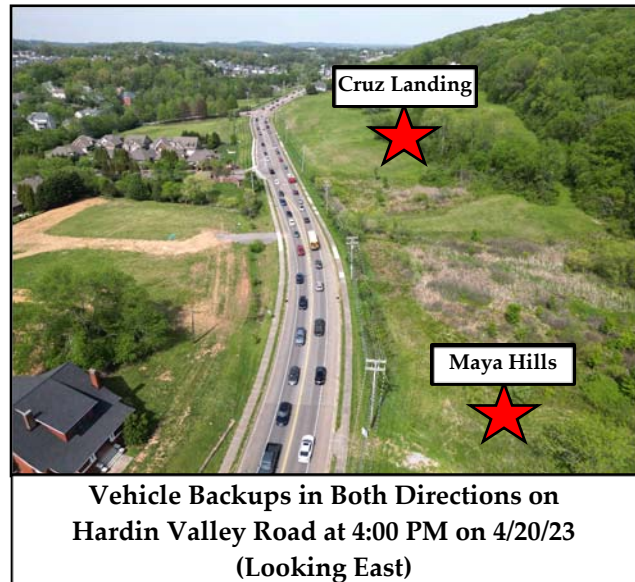 Cruz Landing
Maya Hills
Vehicle Backups in Both Directions on
Hardin Valley Road at 4:00 PM on 4/20/23
(Looking East)